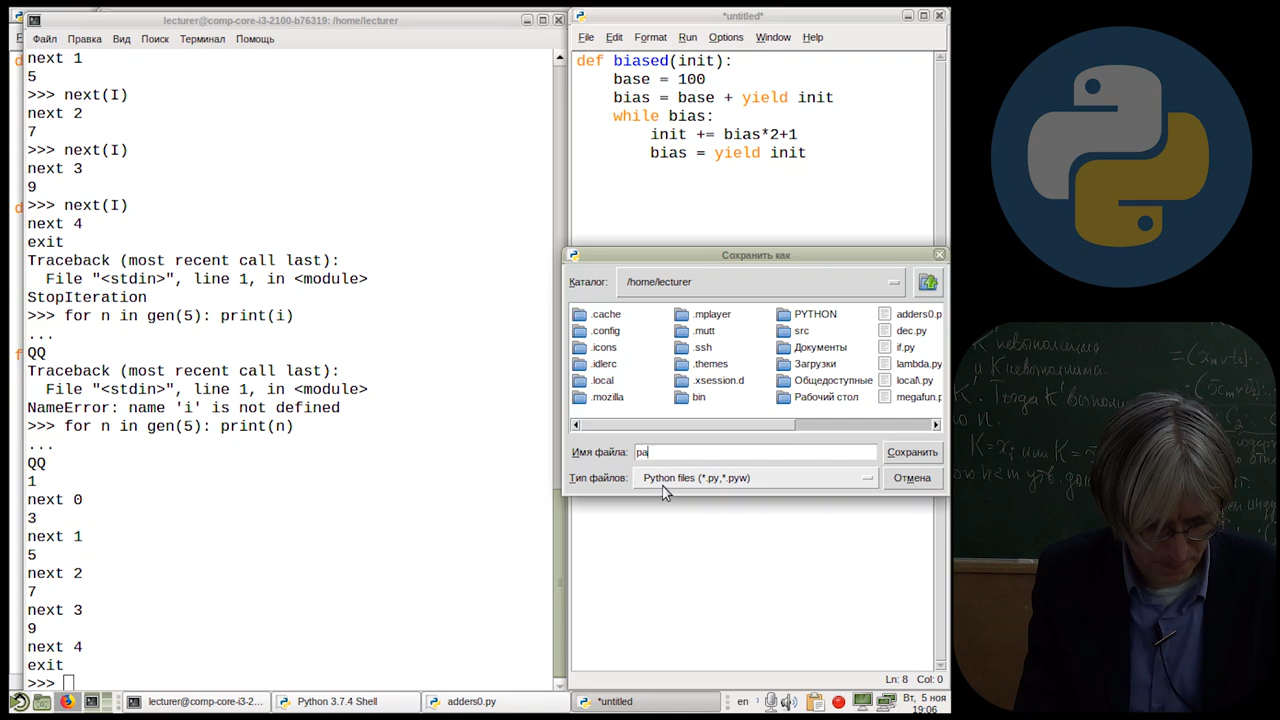 lecturer@comp-core-i3-2100-b76319: /home/lecturer
Файл Правка Вид Поиск Терминал Помощь
next 1
5
>>> next(I)
next 2
7
>>> next(I)
next 3
9
>>> next(I)
next 4
exit
Traceback (most recent call last):
  File "<stdin>", line 1, in <module>
StopIteration
>>> for n in gen(5): print(i)
...
QQ
Traceback (most recent call last):
  File "<stdin>", line 1, in <module>
NameError: name 'i' is not defined
>>> for n in gen(5): print(n)
...
QQ
1
next 0
3
next 1
5
next 2
7
next 3
9
next 4
exit
>>>
*untitled*
File Edit Format Run Options Window Help
def biased(init):
    base = 100
    bias = base + yield init
    while bias:
        init += bias*2+1
        bias = yield init
Сохранить как
Каталог: /home/lecturer
.cache .mplayer PYTHON adders0.p
.config .mutt src dec.py
.icons .ssh Документы if.py
.idlerc .themes Загрузки lambda.py
.local .xsession.d Общедоступные local\.py
.mozilla bin Рабочий стол megafun.p
Имя файла: pa Сохранить
Тип файлов: Python files (*.py,*.pyw) Отмена
Ln: 8 Col: 0
lecturer@comp-core-i3-2... Python 3.7.4 Shell adders0.py *untitled en Вт, 5 ноя
19:06